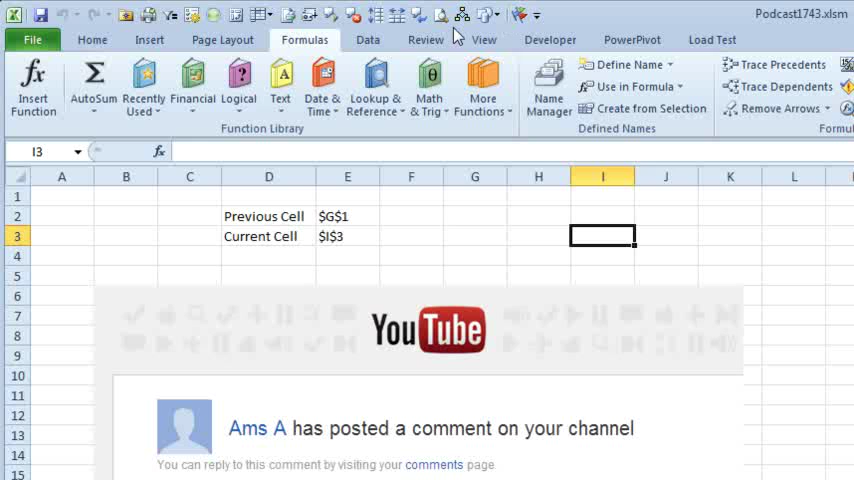 Podcast1743.xlsm
File Home Insert Page Layout Formulas Data Review View Developer PowerPivot Load Test
Insert Function
AutoSum
Recently Used
Financial
Logical
Text
Date & Time
Lookup & Reference
Math & Trig
More Functions
Function Library
Name Manager
Define Name
Use in Formula
Create from Selection
Defined Names
Trace Precedents
Trace Dependents
Remove Arrows
Formu
I3 fx
A B C D E F G H I J K L
1
2 Previous Cell $G$1
3 Current Cell $I$3
4
5
6
7
8
9
10
11
12
13
14
15
YouTube
Ams A has posted a comment on your channel
You can reply to this comment by visiting your comments page